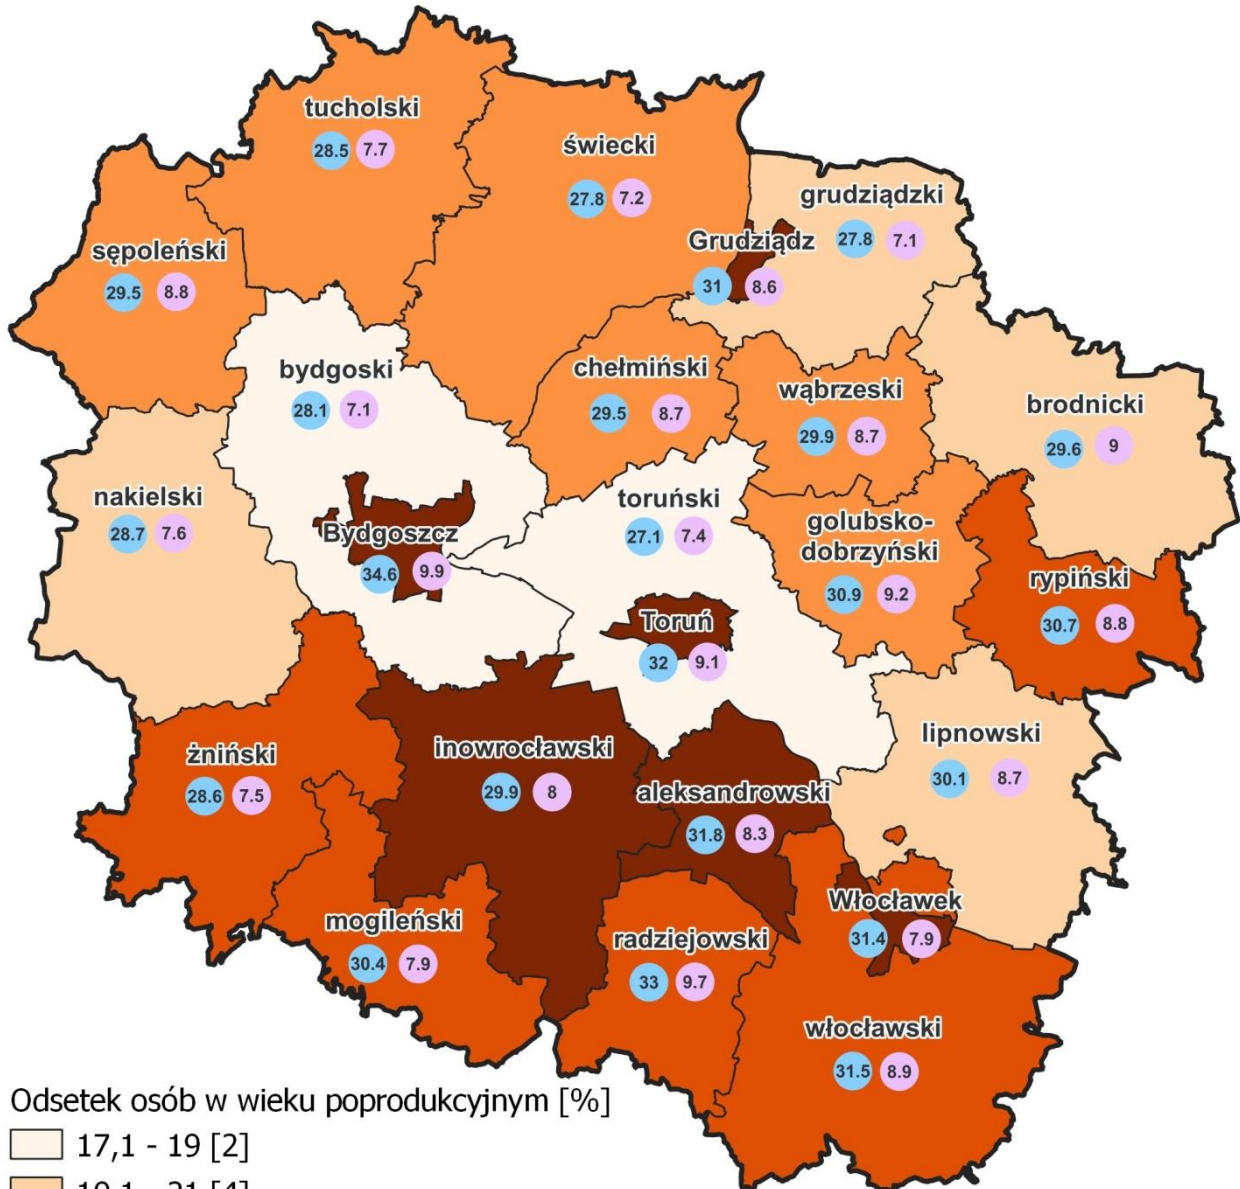 tucholski
28.5 7.7
świecki
27.8 7.2
grudziądzki
27.8 7.1
Grudziądz
31 8.6
sępoleński
29.5 8.8
bydgoski
28.1 7.1
chełmiński
29.5 8.7
wąbrzeski
29.9 8.7
brodnicki
29.6 9
nakielski
28.7 7.6
Bydgoszcz
34.6 9.9
toruński
27.1 7.4
golubsko-
dobrzyński
30.9 9.2
rypiński
30.7 8.8
Toruń
32 9.1
żniński
28.6 7.5
inowrocławski
29.9 8
aleksandrowski
31.8 8.3
lipnowski
30.1 8.7
mogileński
30.4 7.9
radziejowski
33 9.7
Włocławek
31.4 7.9
włocławski
31.5 8.9
Odsetek osób w wieku poprodukcyjnym [%]
17,1 - 19 [2]
19,1 - 21 [4]